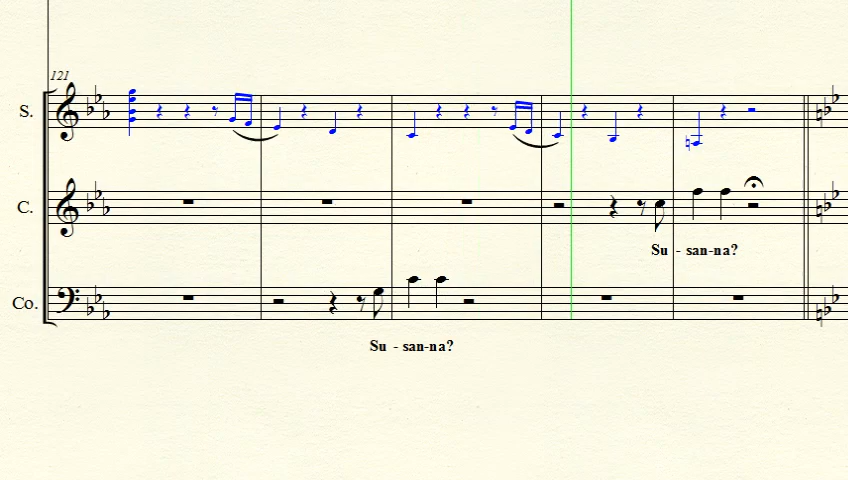 121
S.
C.
Su - san-na?
Co.
Su - san-na?